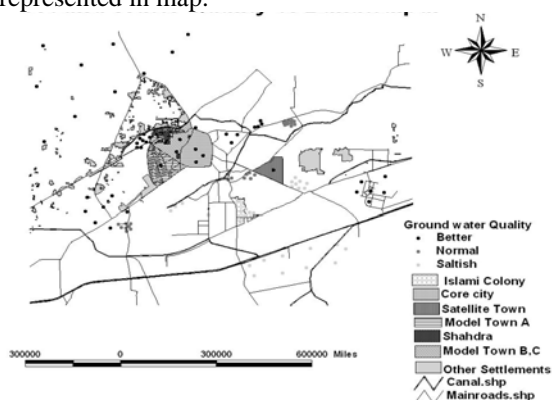 represented in map.
N
W E
S
Ground water Quality
Better
Normal
Saltish
Islami Colony
Core city
Satellite Town
Model Town A
Shahdra
Model Town B,C
Other Settlements
Canal.shp
Mainroads.shp
300000 0 300000 600000 Miles